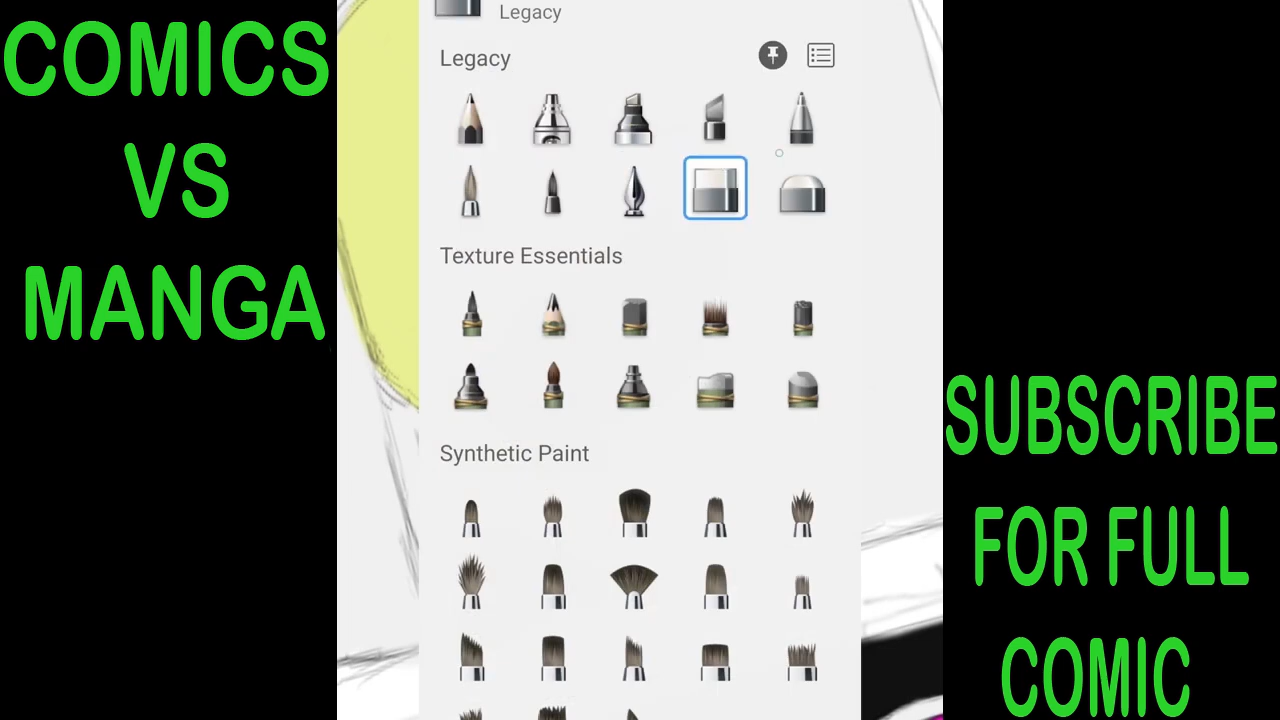 COMICS
VS
MANGA
Legacy
Legacy
Texture Essentials
Synthetic Paint
SUBSCRIBE
FOR FULL
COMIC